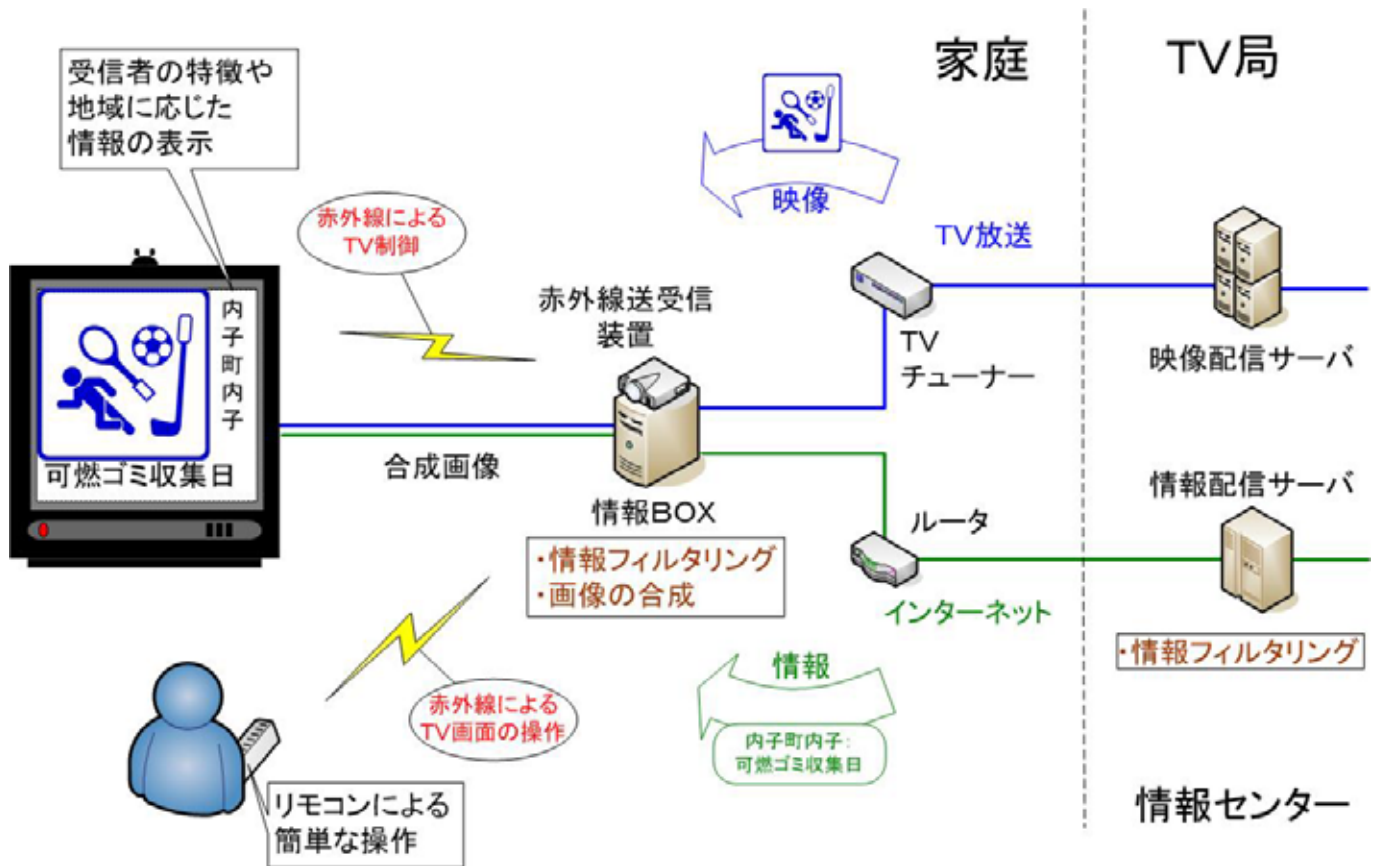 家庭
TV局
受信者の特徴や
地域に応じた
情報の表示
映像
赤外線による
TV制御
TV放送
赤外線送受信
装置
TV
チューナー
映像配信サーバ
内子町内子
可燃ゴミ収集日
合成画像
情報BOX
・情報フィルタリング
・画像の合成
ルータ
インターネット
情報配信サーバ
・情報フィルタリング
情報
内子町内子:
可燃ゴミ収集日
赤外線による
TV画面の操作
リモコンによる
簡単な操作
情報センター